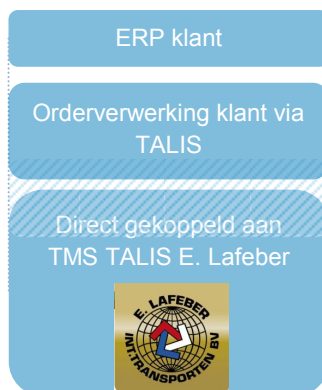 ERP klant
Orderverwerking klant via
TALIS
Direct gekoppeld aan
TMS TALIS E. Lafeber
E. LAFEBER
INT.TRANSPORTEN BV